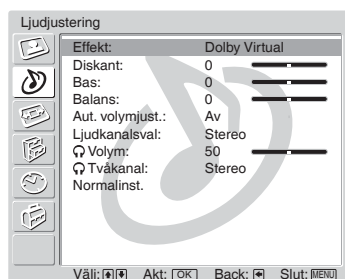 Ljudjustering
Effekt: Dolby Virtual
Diskant: 0
Bas: 0
Balans: 0
Aut. volymjust.: Av
Ljudkanalsval: Stereo
Volym: 50
Tvåkanal: Stereo
Normalinst.
Välj: Akt: OK Back: Slut: MENU